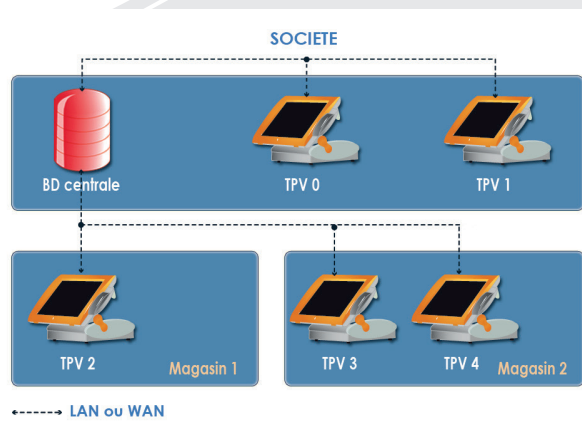 SOCIETE
BD centrale
TPV 0
TPV 1
TPV 2
Magasin 1
TPV 3
TPV 4
Magasin 2
LAN ou WAN